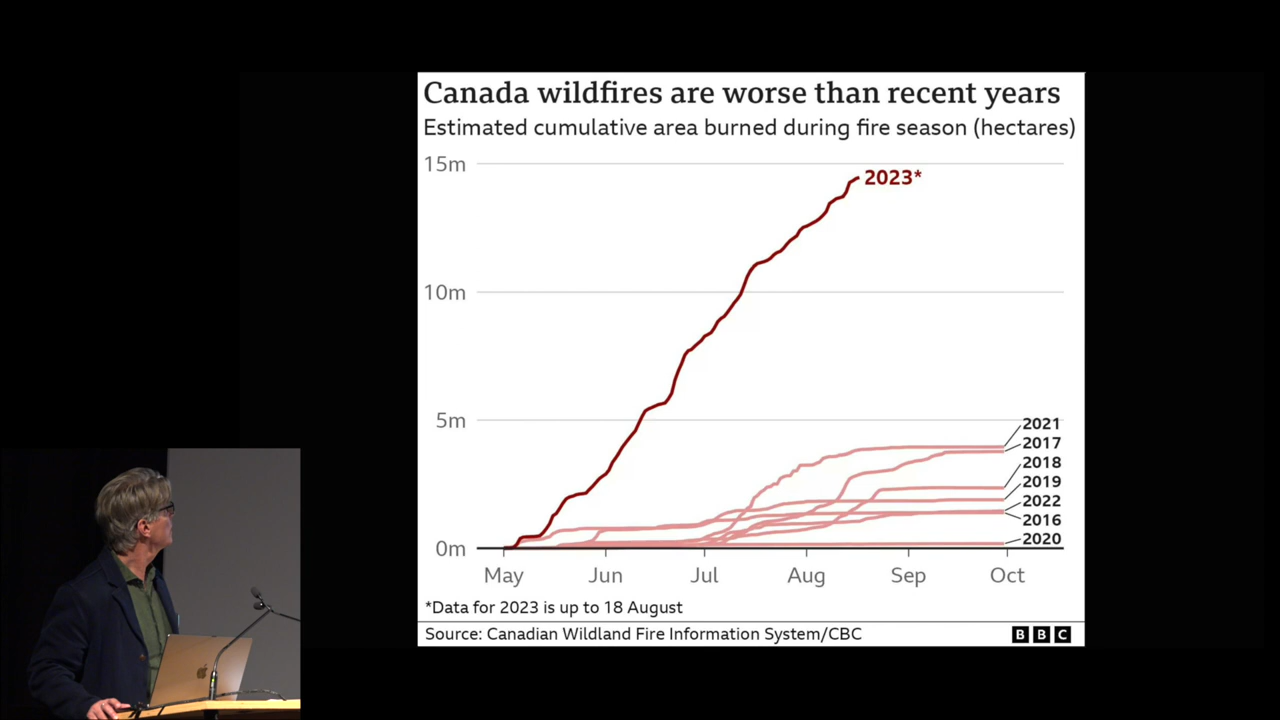 Canada wildfires are worse than recent years
Estimated cumulative area burned during fire season (hectares)
15m
2023*
10m
5m
2021
2017
2018
2019
2022
2016
2020
0m
May Jun Jul Aug Sep Oct
*Data for 2023 is up to 18 August
Source: Canadian Wildland Fire Information System/CBC
BBC